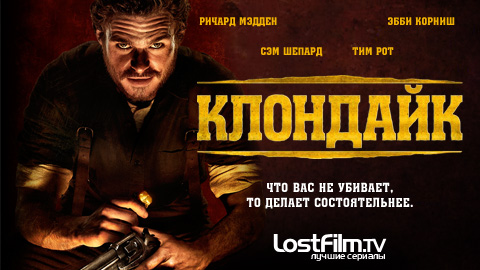 РИЧАРД МЭДДЕН ЭББИ КОРНИШ
СЭМ ШЕПАРД ТИМ РОТ
КЛОНДАЙК
ЧТО ВАС НЕ УБИВАЕТ,
ТО ДЕЛАЕТ СОСТОЯТЕЛЬНЕЕ.
LostFilm.TV
лучшие сериалы